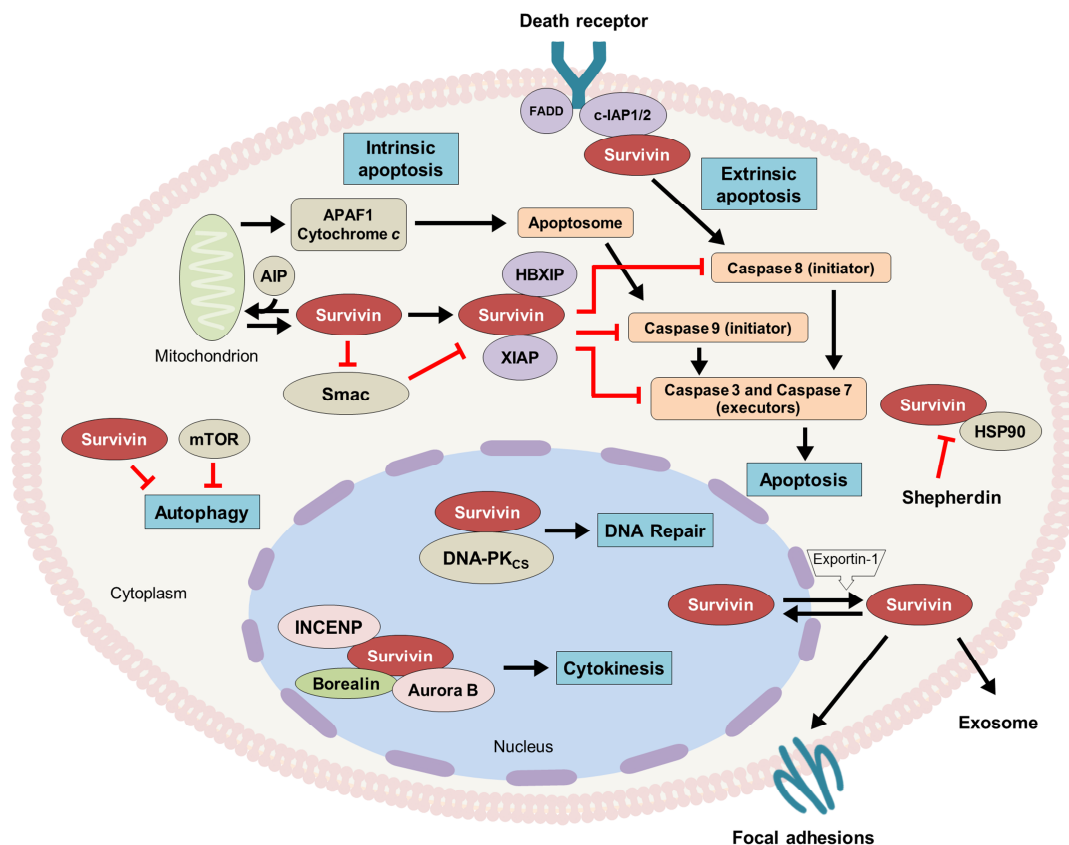 Death receptor
FADD
c-IAP1/2
Survivin
Intrinsic
apoptosis
Extrinsic
apoptosis
APAF1
Cytochrome c
Apoptosome
Caspase 8 (initiator)
HBXIP
AIP
Survivin
Survivin
Caspase 9 (initiator)
Mitochondrion
XIAP
Smac
Caspase 3 and Caspase 7
(executors)
Survivin
HSP90
Survivin
mTOR
Apoptosis
Shepherdin
Autophagy
Survivin
DNA Repair
DNA-PKCS
Exportin-1
Cytoplasm
Survivin
Survivin
INCENP
Survivin
Cytokinesis
Borealin
Aurora B
Exosome
Nucleus
Focal adhesions